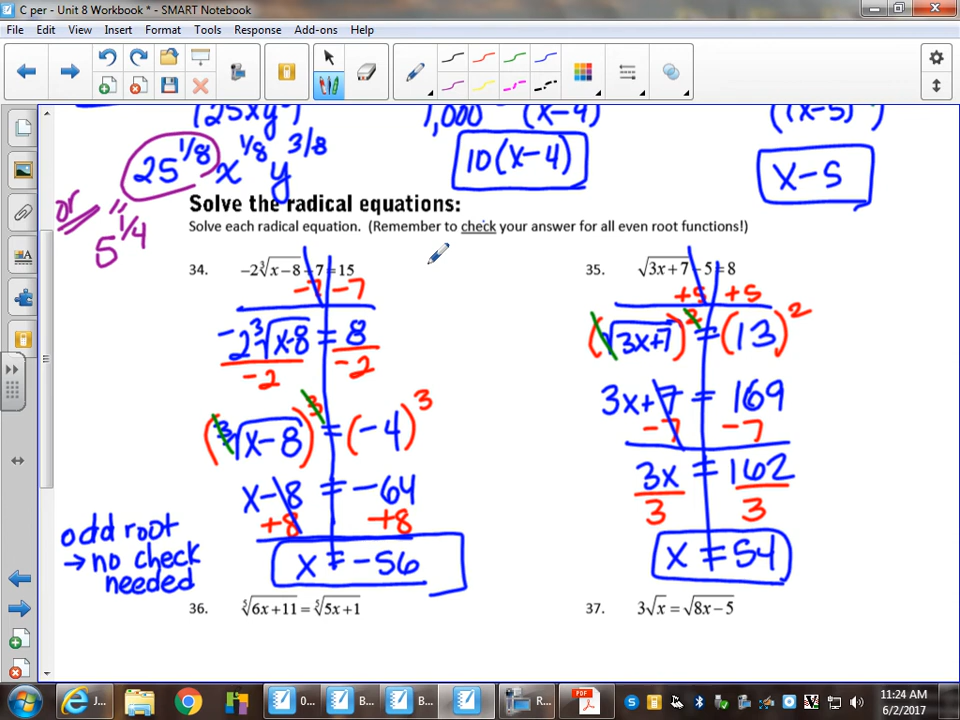 C per - Unit 8 Workbook * - SMART Notebook
File Edit View Insert Format Tools Response Add-ons Help
1,000 (x-4)
25^1/8 x^1/8 y^3/8
10(x-4)
x-5
or
"
5^1/4
Solve the radical equations:
Solve each radical equation. (Remember to check your answer for all even root functions!)
34. -2∛x-8 +7=15
-7 -7
-2∛x-8 = 8
-2 -2
(∛x-8)^3 = (-4)^3
x-8 = -64
+8 +8
x = -56
odd root
→ no check
needed
35. √3x+7 -5=8
+5 +5
(√3x+7)^2 = (13)^2
3x+7 = 169
-7 -7
3x = 162
3 3
x = 54
36. ⁵√6x+11 = ⁵√5x+1
37. 3√x = √8x-5
J...
0...
B...
B...
R...
PDF
11:24 AM
6/2/2017